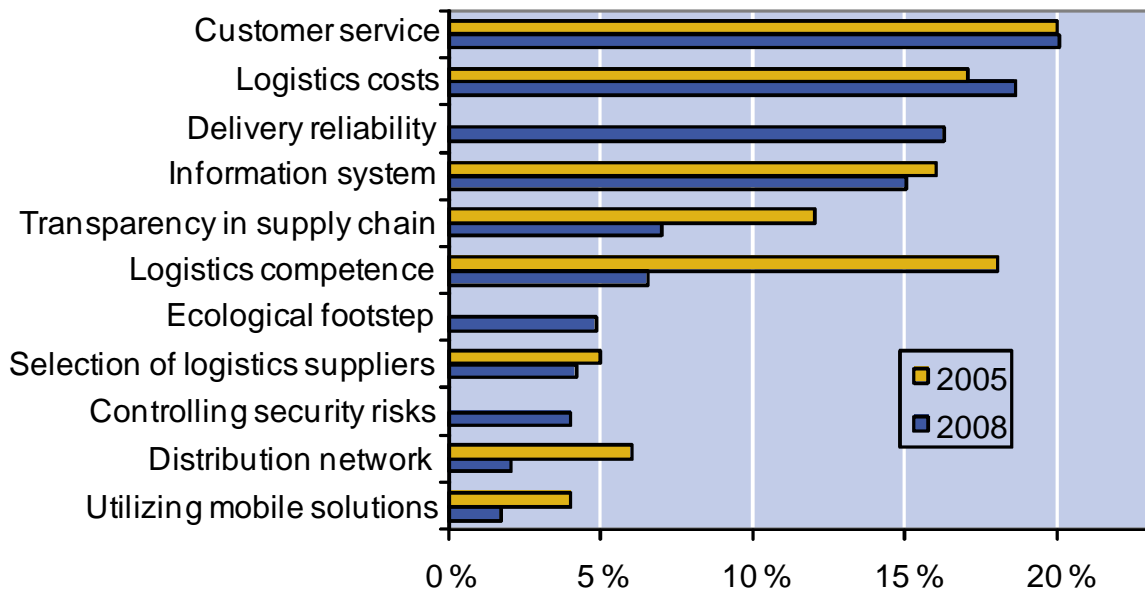 Customer service
Logistics costs
Delivery reliability
Information system
Transparency in supply chain
Logistics competence
Ecological footstep
Selection of logistics suppliers
Controlling security risks
Distribution network
Utilizing mobile solutions
2005
2008
0 % 5 % 10 % 15 % 20 %